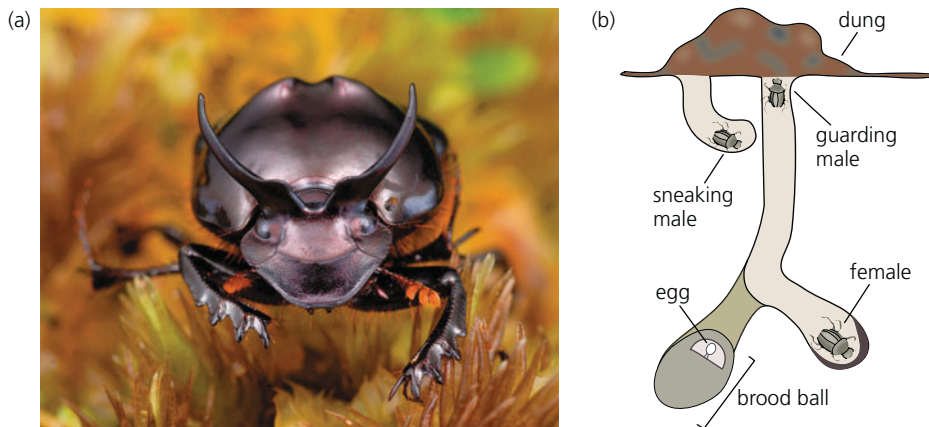 (a)
(b)
dung
guarding
male
sneaking
male
female
egg
brood ball